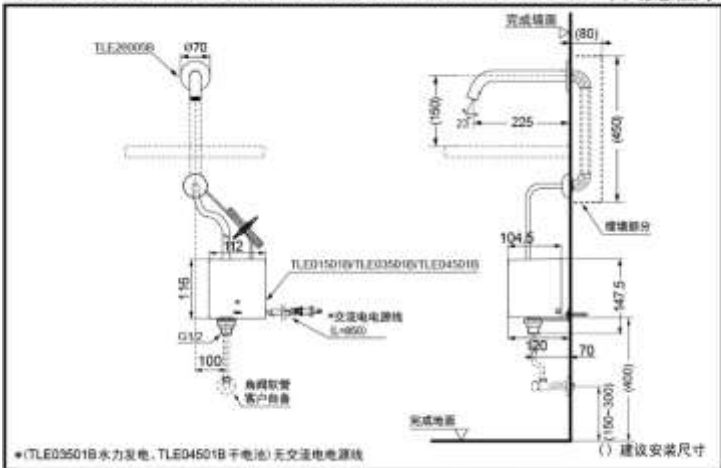 完成墙面
(80)
Ø70
TLE26005B
(150)
23
225
(450)
埋墙部分
104.5
112
TLE01501B/TLE03501B/TLE04501B
116
147.5
*交流电电源线
(L=850)
G1/2
100
120
70
(400)
角阀软管
客户自备
(150~300)
完成地面
*(TLE03501B水力发电、TLE04501B干电池)无交流电电源线
()建议安装尺寸